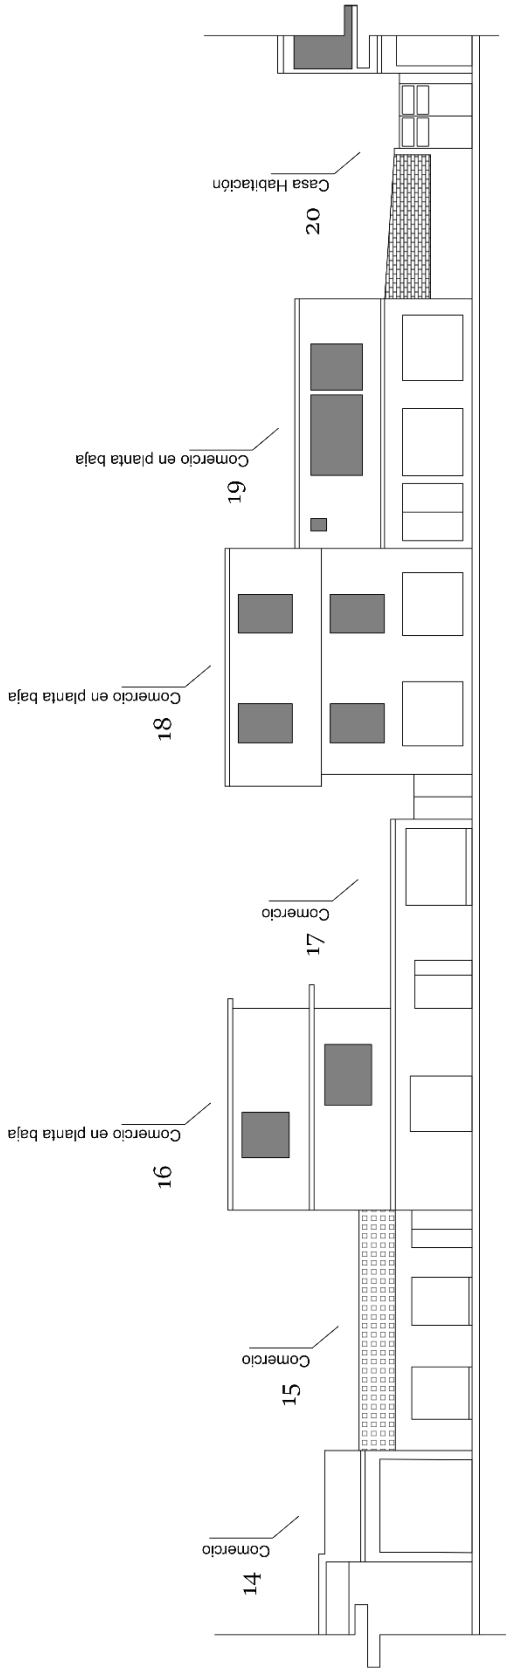 14
Comercio
15
Comercio
16
Comercio en planta baja
17
Comercio
18
Comercio en planta baja
19
Comercio en planta baja
20
Casa Habitación